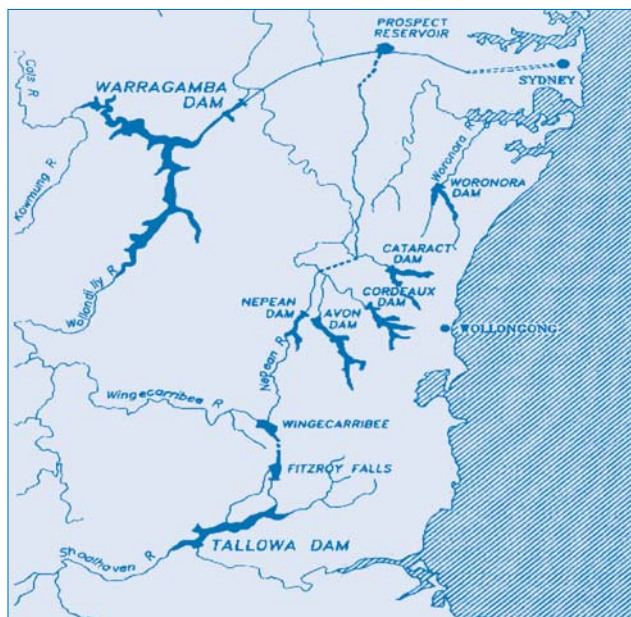 PROSPECT
RESERVOIR
SYDNEY
Coxs R
WARRAGAMBA
DAM
Kowmung R
Woronora R
WORONORA
DAM
CATARACT
DAM
Wollondilly R
CORDEAUX
DAM
NEPEAN
DAM
AVON
DAM
WOLLONGONG
Nepean R
Wingecarribee R
WINGECARRIBEE
FITZROY FALLS
TALLOWA DAM
Shoalhaven R